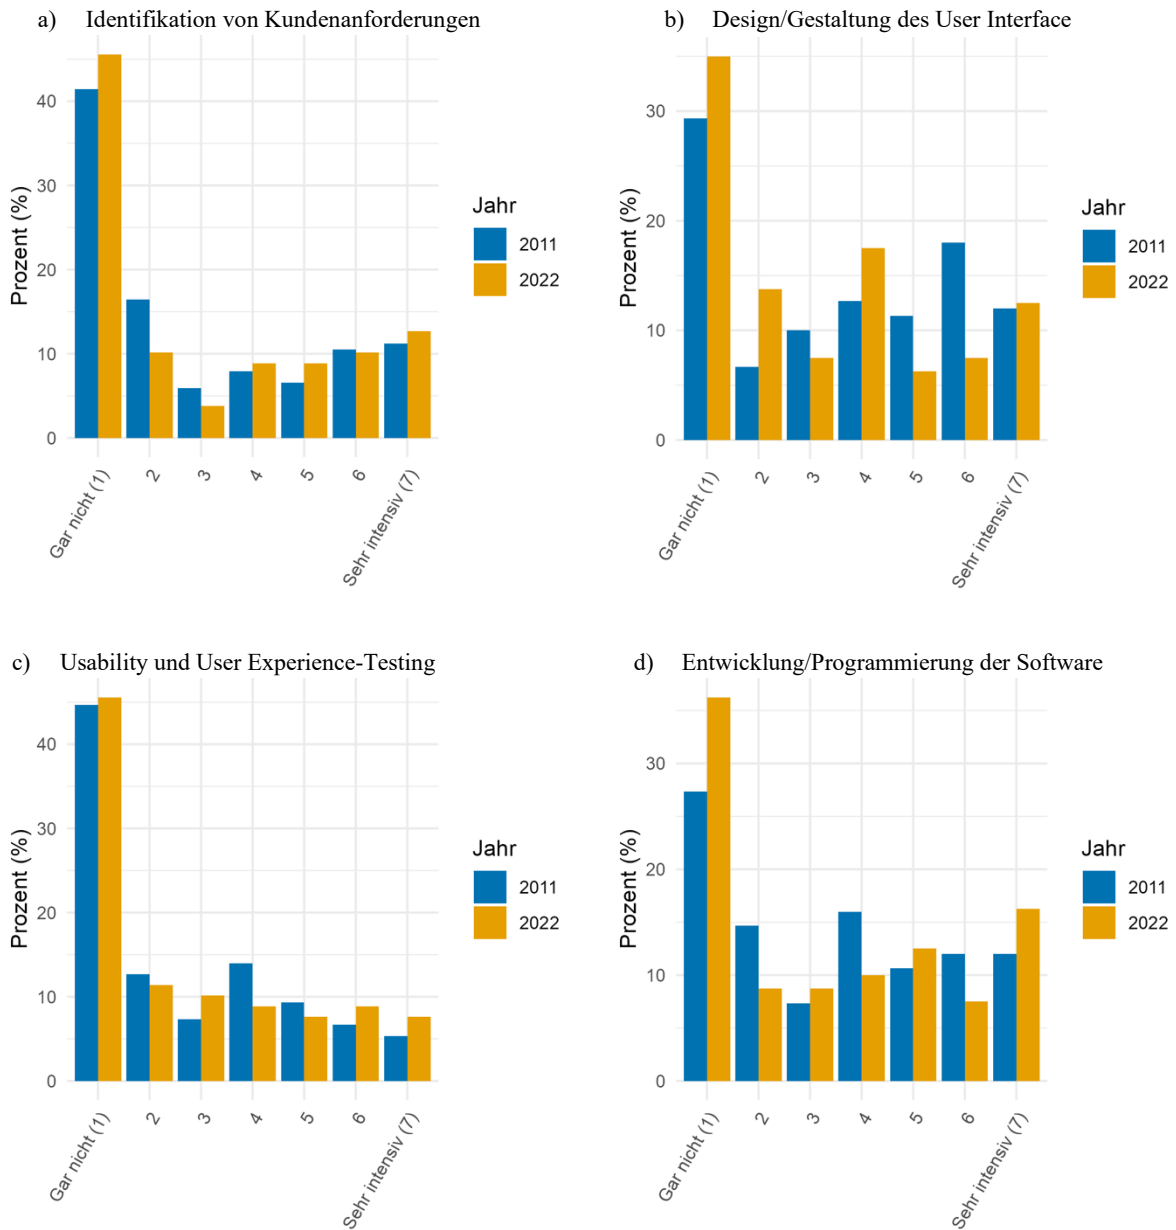 a) Identifikation von Kundenanforderungen
Prozent (%)
40
30
20
10
0
Gar nicht (1)
2
3
4
5
6
Sehr intensiv (7)
Jahr
2011
2022
b) Design/Gestaltung des User Interface
Prozent (%)
30
20
10
0
Gar nicht (1)
2
3
4
5
6
Sehr intensiv (7)
Jahr
2011
2022
c) Usability und User Experience-Testing
Prozent (%)
40
30
20
10
0
Gar nicht (1)
2
3
4
5
6
Sehr intensiv (7)
Jahr
2011
2022
d) Entwicklung/Programmierung der Software
Prozent (%)
30
20
10
0
Gar nicht (1)
2
3
4
5
6
Sehr intensiv (7)
Jahr
2011
2022